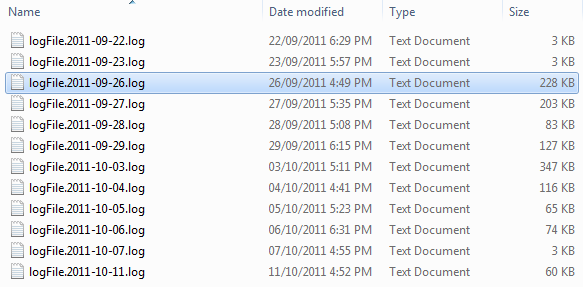 Name Date modified Type Size
logFile.2011-09-22.log 22/09/2011 6:29 PM Text Document 3 KB
logFile.2011-09-23.log 23/09/2011 5:57 PM Text Document 3 KB
logFile.2011-09-26.log 26/09/2011 4:49 PM Text Document 228 KB
logFile.2011-09-27.log 27/09/2011 5:35 PM Text Document 203 KB
logFile.2011-09-28.log 28/09/2011 5:08 PM Text Document 83 KB
logFile.2011-09-29.log 29/09/2011 6:15 PM Text Document 127 KB
logFile.2011-10-03.log 03/10/2011 5:11 PM Text Document 347 KB
logFile.2011-10-04.log 04/10/2011 4:41 PM Text Document 116 KB
logFile.2011-10-05.log 05/10/2011 5:23 PM Text Document 65 KB
logFile.2011-10-06.log 06/10/2011 6:31 PM Text Document 74 KB
logFile.2011-10-07.log 07/10/2011 4:55 PM Text Document 3 KB
logFile.2011-10-11.log 11/10/2011 4:52 PM Text Document 60 KB